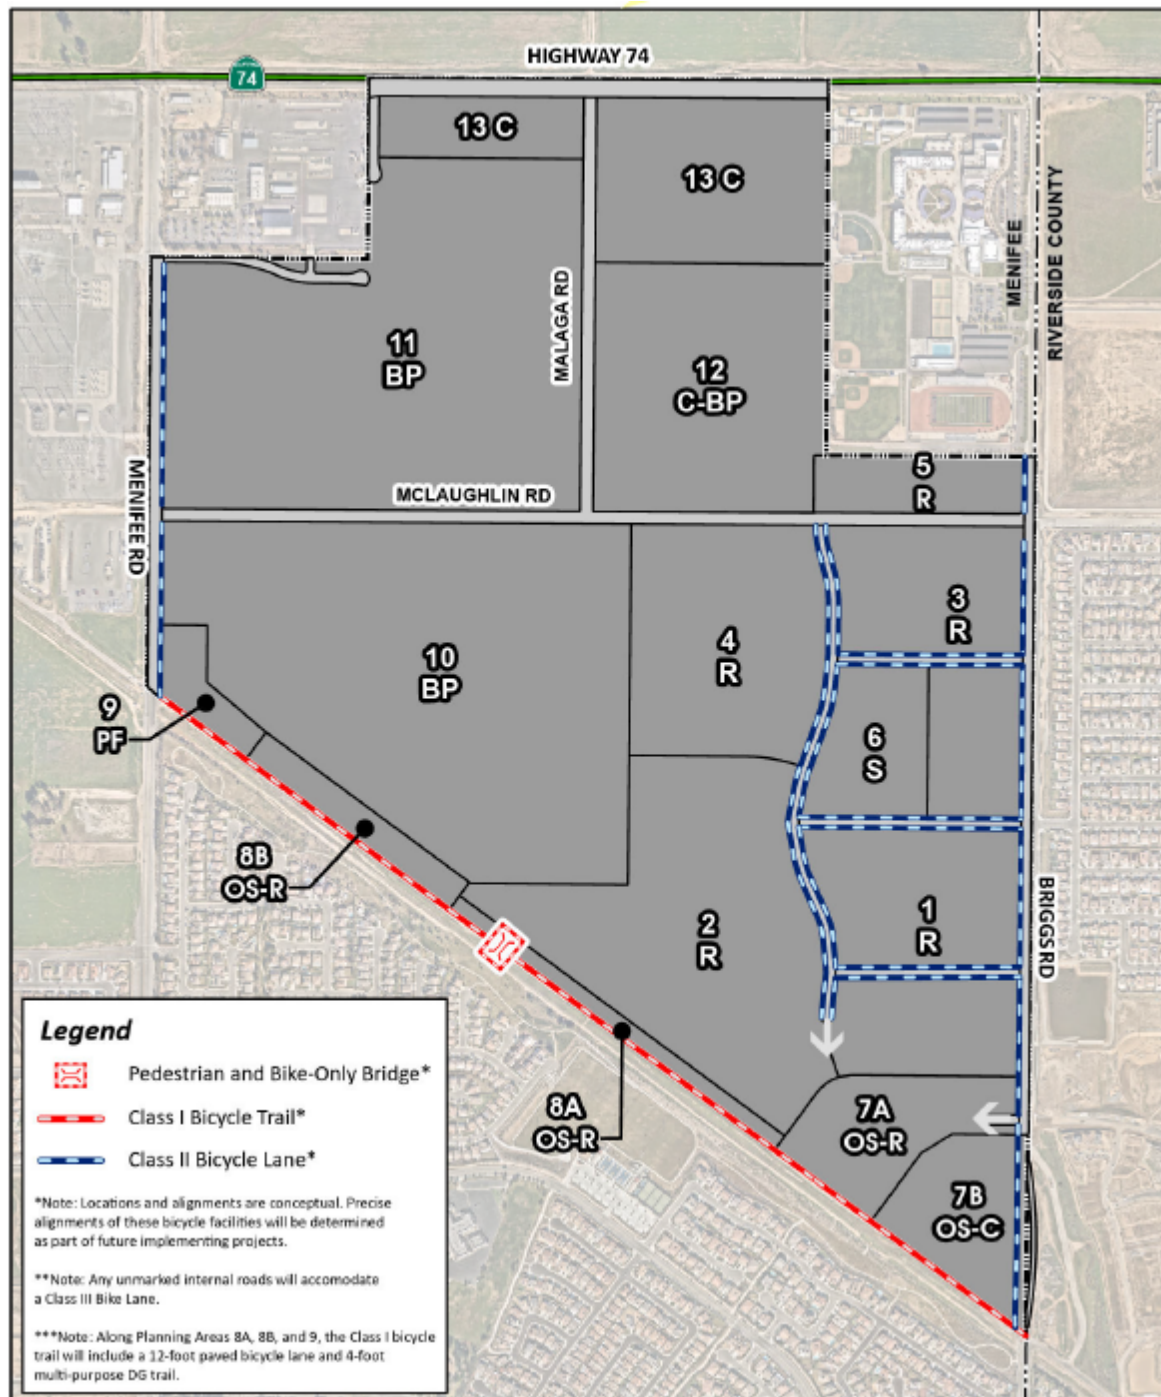 HIGHWAY 74
74
13 C
13 C
MENIFEE
RIVERSIDE COUNTY
MALAGA RD
11
BP
12
C-BP
5
R
MENIFEE RD
MCLAUGHLIN RD
3
R
4
R
10
BP
9
PF
6
S
8B
OS-R
2
R
1
R
BRIGGS RD
8A
OS-R
7A
OS-R
7B
OS-C
Legend
Pedestrian and Bike-Only Bridge*
Class I Bicycle Trail*
Class II Bicycle Lane*
*Note: Locations and alignments are conceptual. Precise
alignments of these bicycle facilities will be determined
as part of future implementing projects.
**Note: Any unmarked internal roads will accomodate
a Class III Bike Lane.
***Note: Along Planning Areas 8A, 8B, and 9, the Class I bicycle
trail will include a 12-foot paved bicycle lane and 4-foot
multi-purpose DG trail.